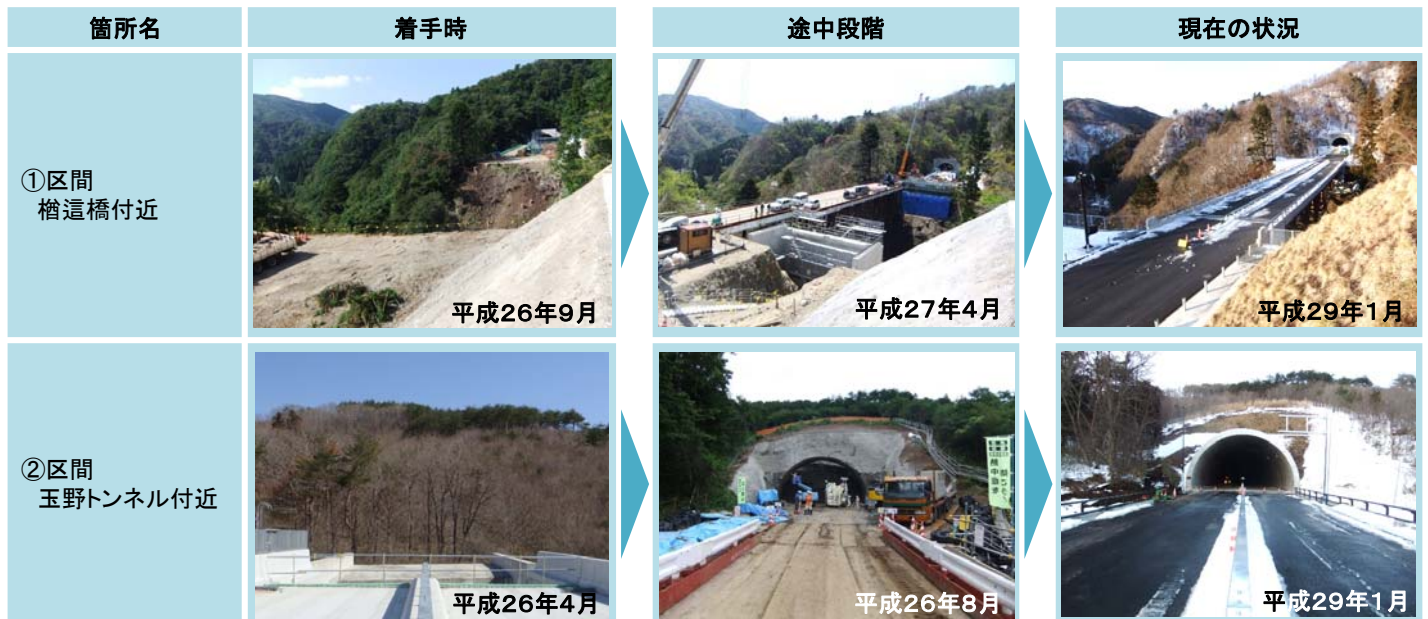 箇所名
着手時
途中段階
現在の状況
①区間
楢這橋付近
平成26年9月
平成27年4月
平成29年1月
②区間
玉野トンネル付近
平成26年4月
平成26年8月
平成29年1月